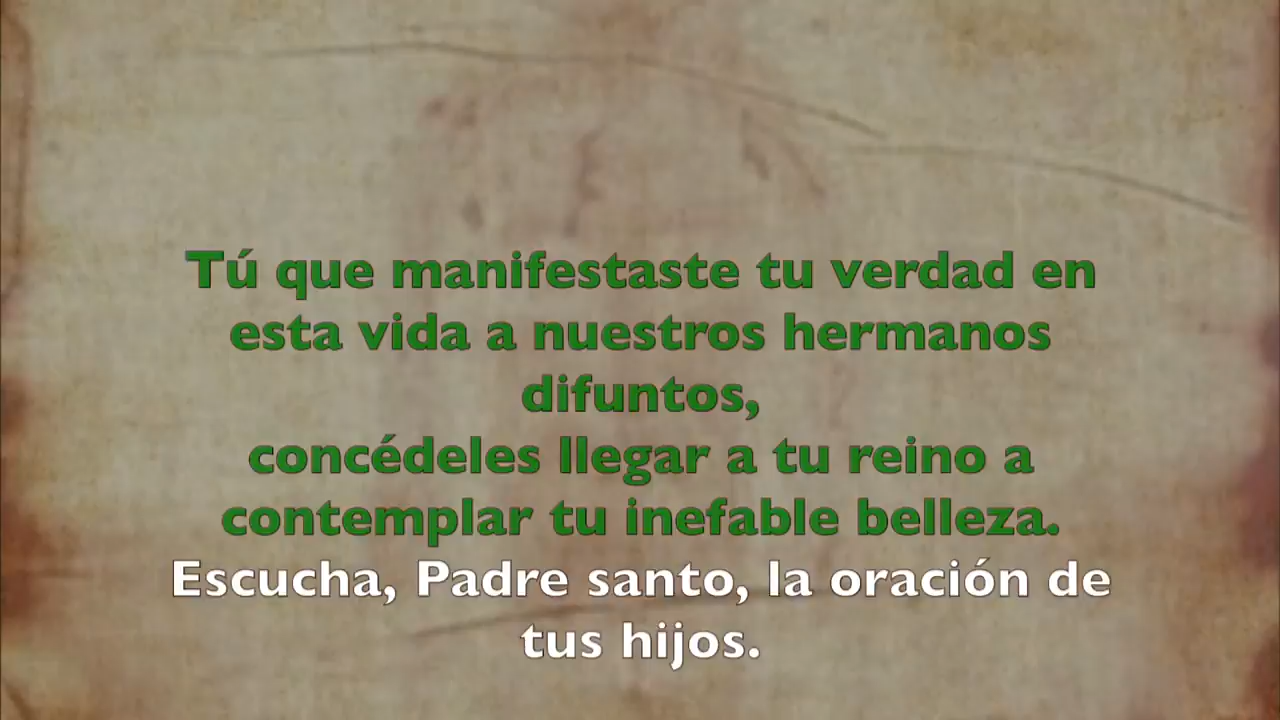 Tú que manifestaste tu verdad en
esta vida a nuestros hermanos
difuntos,
concédeles llegar a tu reino a
contemplar tu inefable belleza.
Escucha, Padre santo, la oración de
tus hijos.